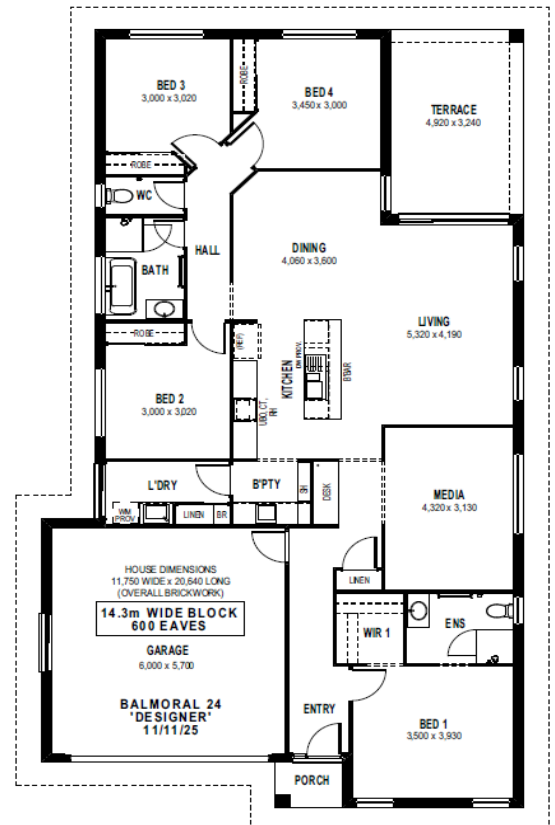 BED 3
3,000 x 3,020
ROBE
BED 4
3,450 x 3,000
TERRACE
4,920 x 3,240
ROBE
WC
HALL
DINING
4,060 x 3,600
BATH
LIVING
5,320 x 4,190
ROBE
(REF)
KITCHEN
DW PROV.
B'BAR
UBO, CT,
RH
BED 2
3,000 x 3,020
L'DRY
B'PTY
SH
DESK
MEDIA
4,320 x 3,130
WM
PROV
LINEN
BR
HOUSE DIMENSIONS
11,750 WIDE x 20,640 LONG
(OVERALL BRICKWORK)
14.3m WIDE BLOCK
600 EAVES
GARAGE
6,000 x 5,700
BALMORAL 24
'DESIGNER'
11/11/25
LINEN
WIR 1
ENS
ENTRY
BED 1
3,500 x 3,930
PORCH